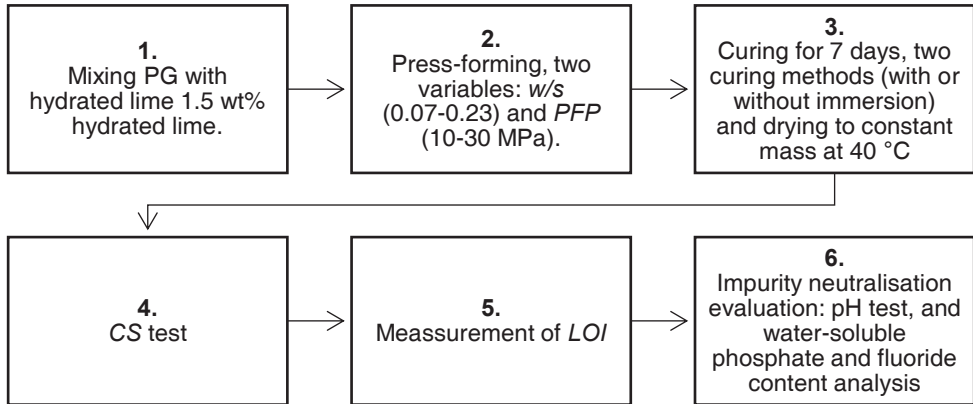 1.
Mixing PG with
hydrated lime 1.5 wt%
hydrated lime.
2.
Press-forming, two
variables: w/s
(0.07-0.23) and PFP
(10-30 MPa).
3.
Curing for 7 days, two
curing methods (with or
without immersion)
and drying to constant
mass at 40 °C
4.
CS test
5.
Meassurement of LOI
6.
Impurity neutralisation
evaluation: pH test, and
water-soluble
phosphate and fluoride
content analysis